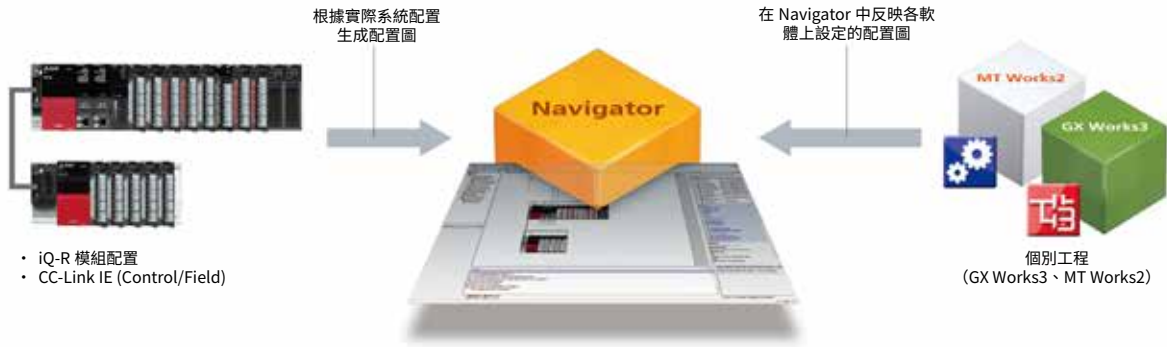 根據實際系統配置
生成配置圖
在 Navigator 中反映各軟
體上設定的配置圖
Navigator
MT Works2
GX Works3
・ iQ-R 模組配置
・ CC-Link IE (Control/Field)
個別工程
（GX Works3、MT Works2）